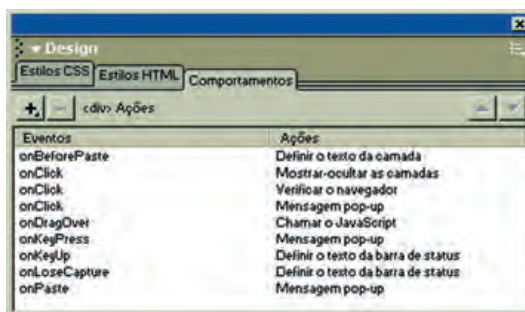 Design
Estilos CSS Estilos HTML Comportamentos
<div> Ações
Eventos Ações
onBeforePaste Definir o texto da camada
onClick Mostrar-ocultar as camadas
onClick Verificar o navegador
onClick Mensagem pop-up
onDragOver Chamar o JavaScript
onKeyPress Mensagem pop-up
onKeyUp Definir o texto da barra de status
onLoseCapture Definir o texto da barra de status
onPaste Mensagem pop-up